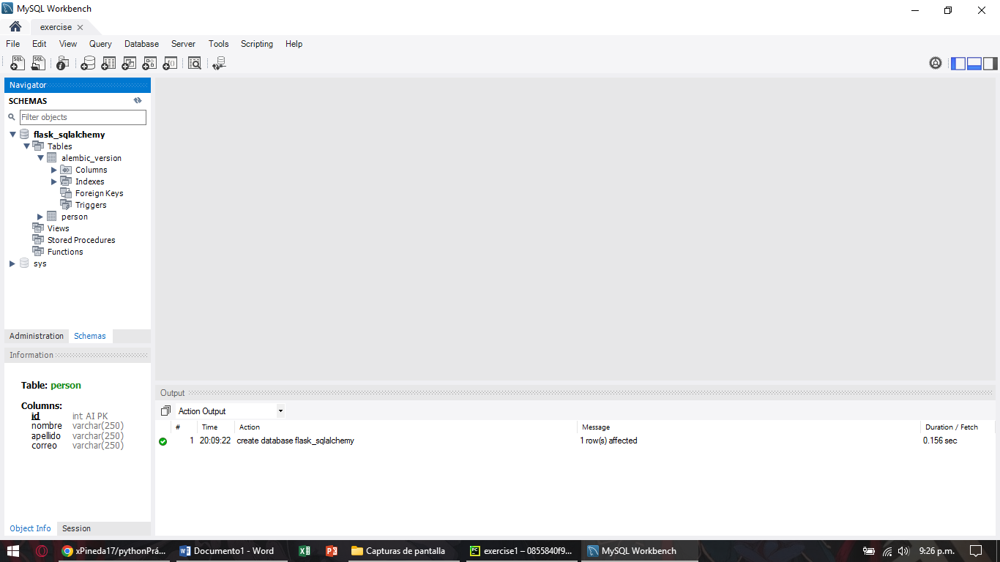 MySQL Workbench
exercise
File Edit View Query Database Server Tools Scripting Help
Navigator
SCHEMAS
Filter objects
flask_sqlalchemy
Tables
alembic_version
Columns
Indexes
Foreign Keys
Triggers
person
Views
Stored Procedures
Functions
sys
Administration Schemas
Information
Table: person
Columns:
id int AI PK
nombre varchar(250)
apellido varchar(250)
correo varchar(250)
Object Info Session
Output
Action Output
# Time Action Message Duration / Fetch
1 20:09:22 create database flask_sqlalchemy 1 row(s) affected 0.156 sec
xPineda17/pythonPrá... Documento1 - Word Capturas de pantalla exercise1 – 0855840f9... MySQL Workbench 9:26 p.m.